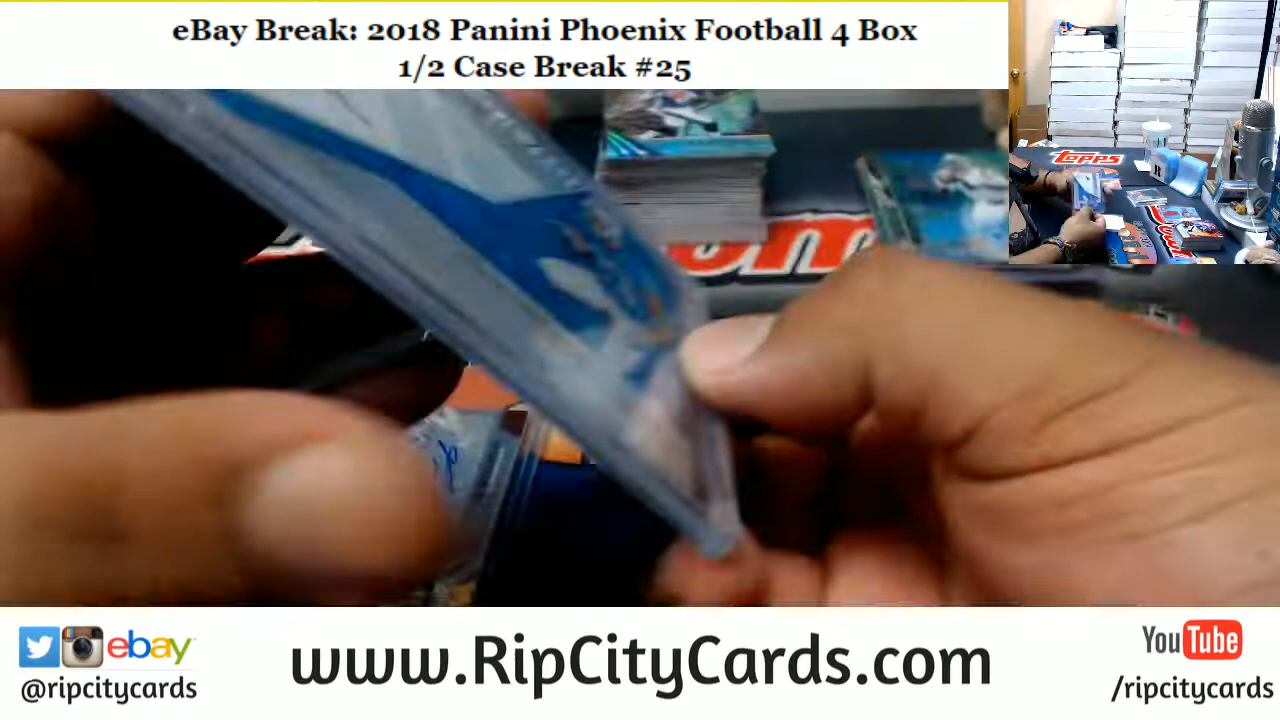 eBay Break: 2018 Panini Phoenix Football 4 Box
1/2 Case Break #25
topps
ebay
@ripcitycards
www.RipCityCards.com
YouTube
/ripcitycards